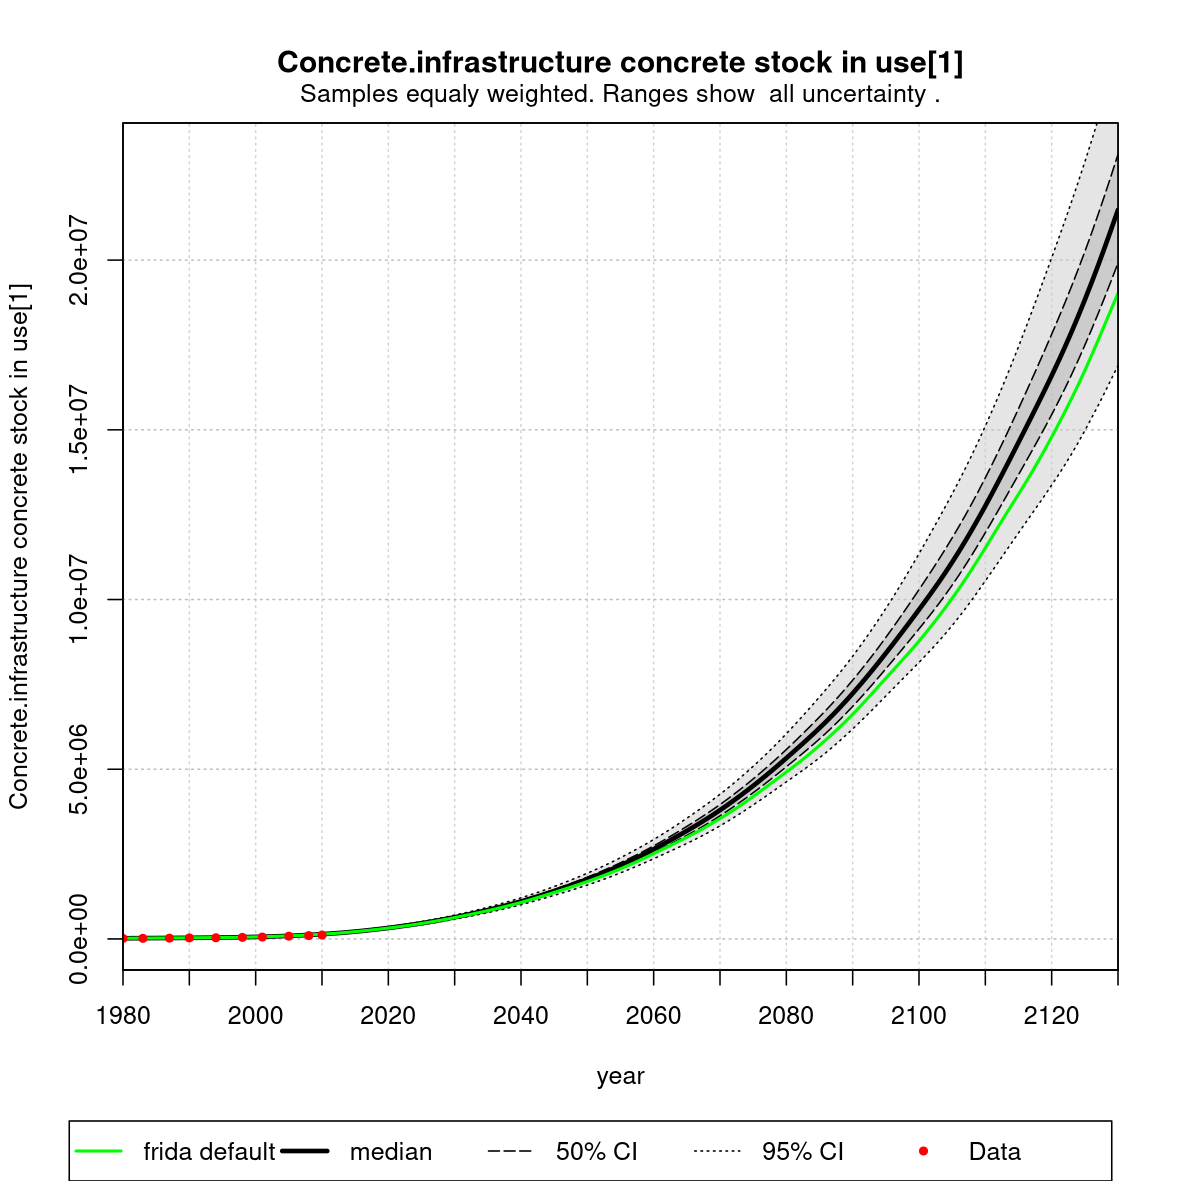 Concrete.infrastructure concrete stock in use[1]
Samples equaly weighted. Ranges show  all uncertainty .
Concrete.infrastructure concrete stock in use[1]
2.0e+07
1.5e+07
1.0e+07
5.0e+06
0.0e+00
1980 2000 2020 2040 2060 2080 2100 2120
year
frida default median 50% CI 95% CI Data